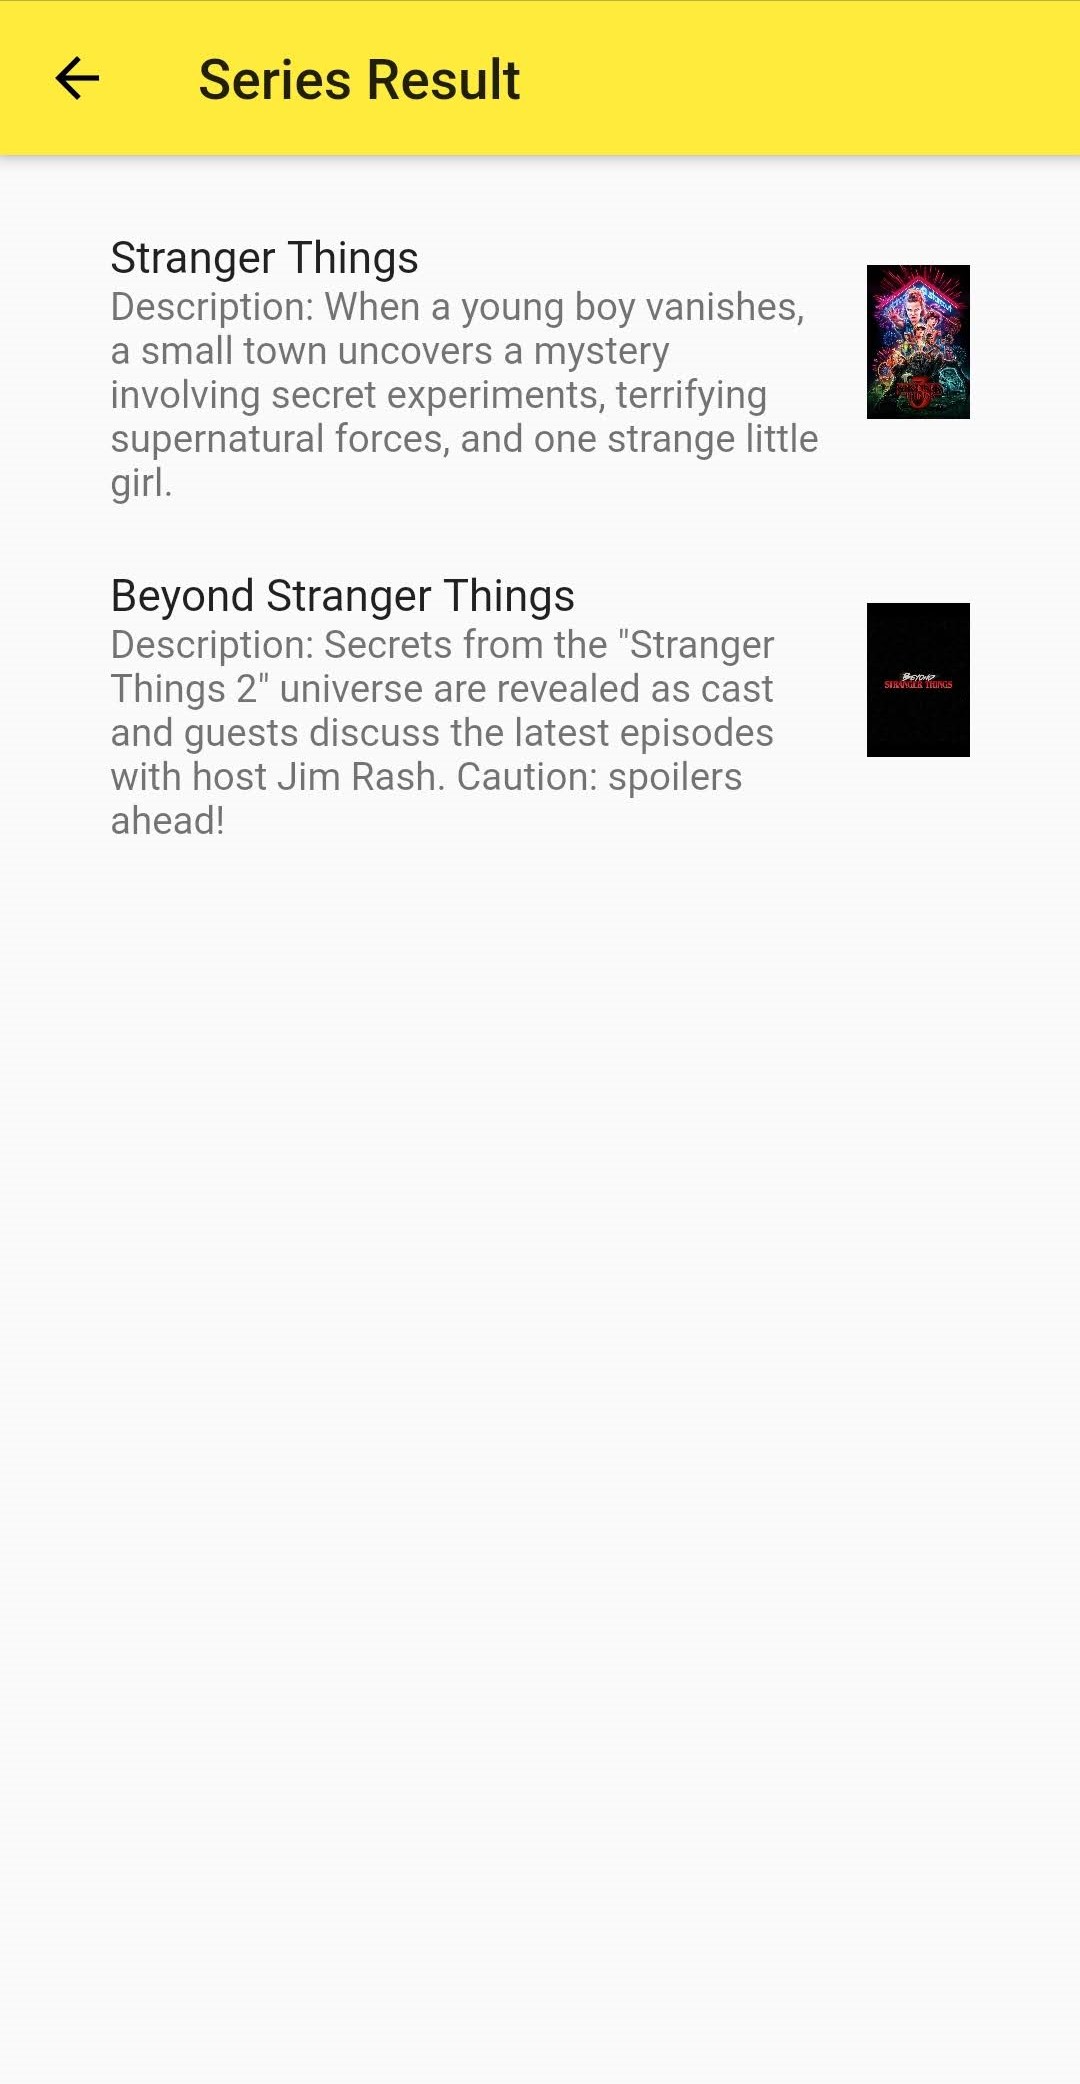 Series Result
Stranger Things
Description: When a young boy vanishes,
a small town uncovers a mystery
involving secret experiments, terrifying
supernatural forces, and one strange little
girl.
Beyond Stranger Things
Description: Secrets from the "Stranger
Things 2" universe are revealed as cast
and guests discuss the latest episodes
with host Jim Rash. Caution: spoilers
ahead!
BEYOND
STRANGER THINGS